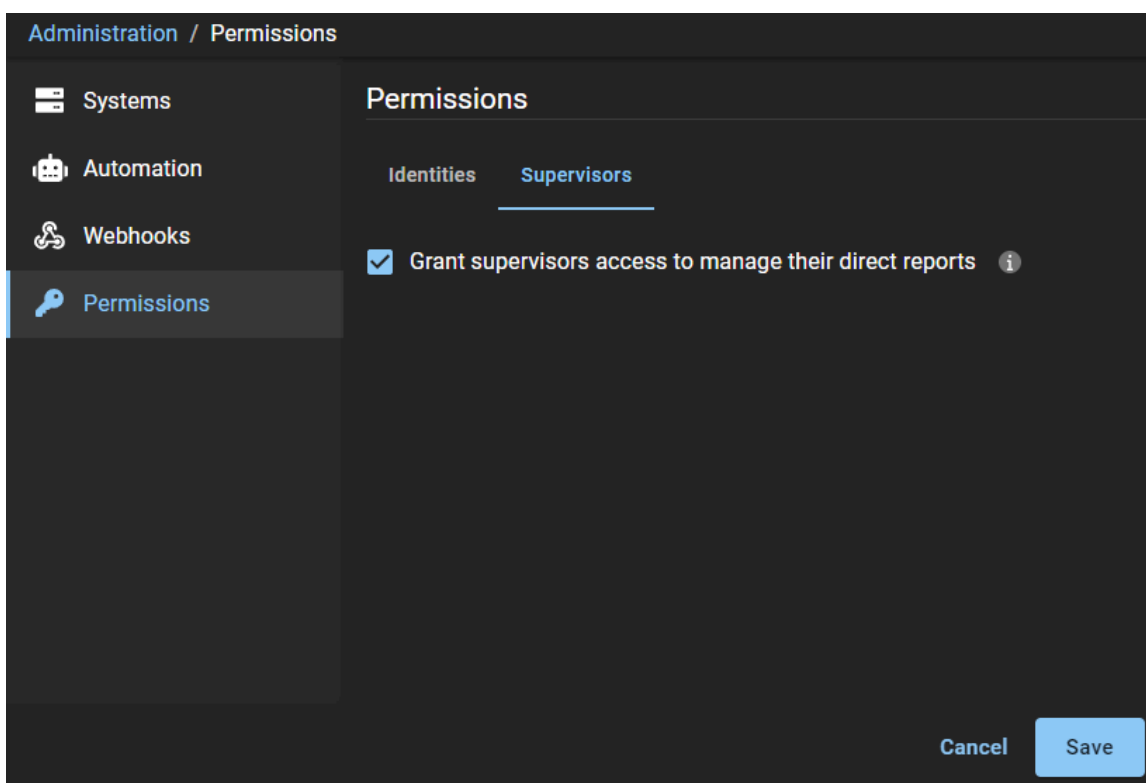 Administration / Permissions
Systems
Automation
Webhooks
Permissions
Permissions
Identities Supervisors
Grant supervisors access to manage their direct reports
Cancel Save